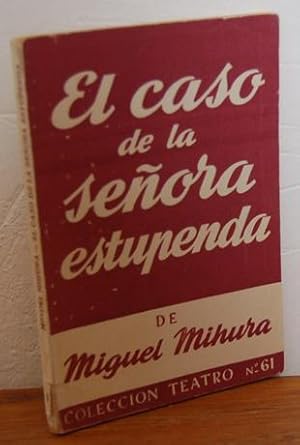 El caso
de la
señora
estupenda
DE
Miguel Mihura
COLECCION TEATRO Nº 61